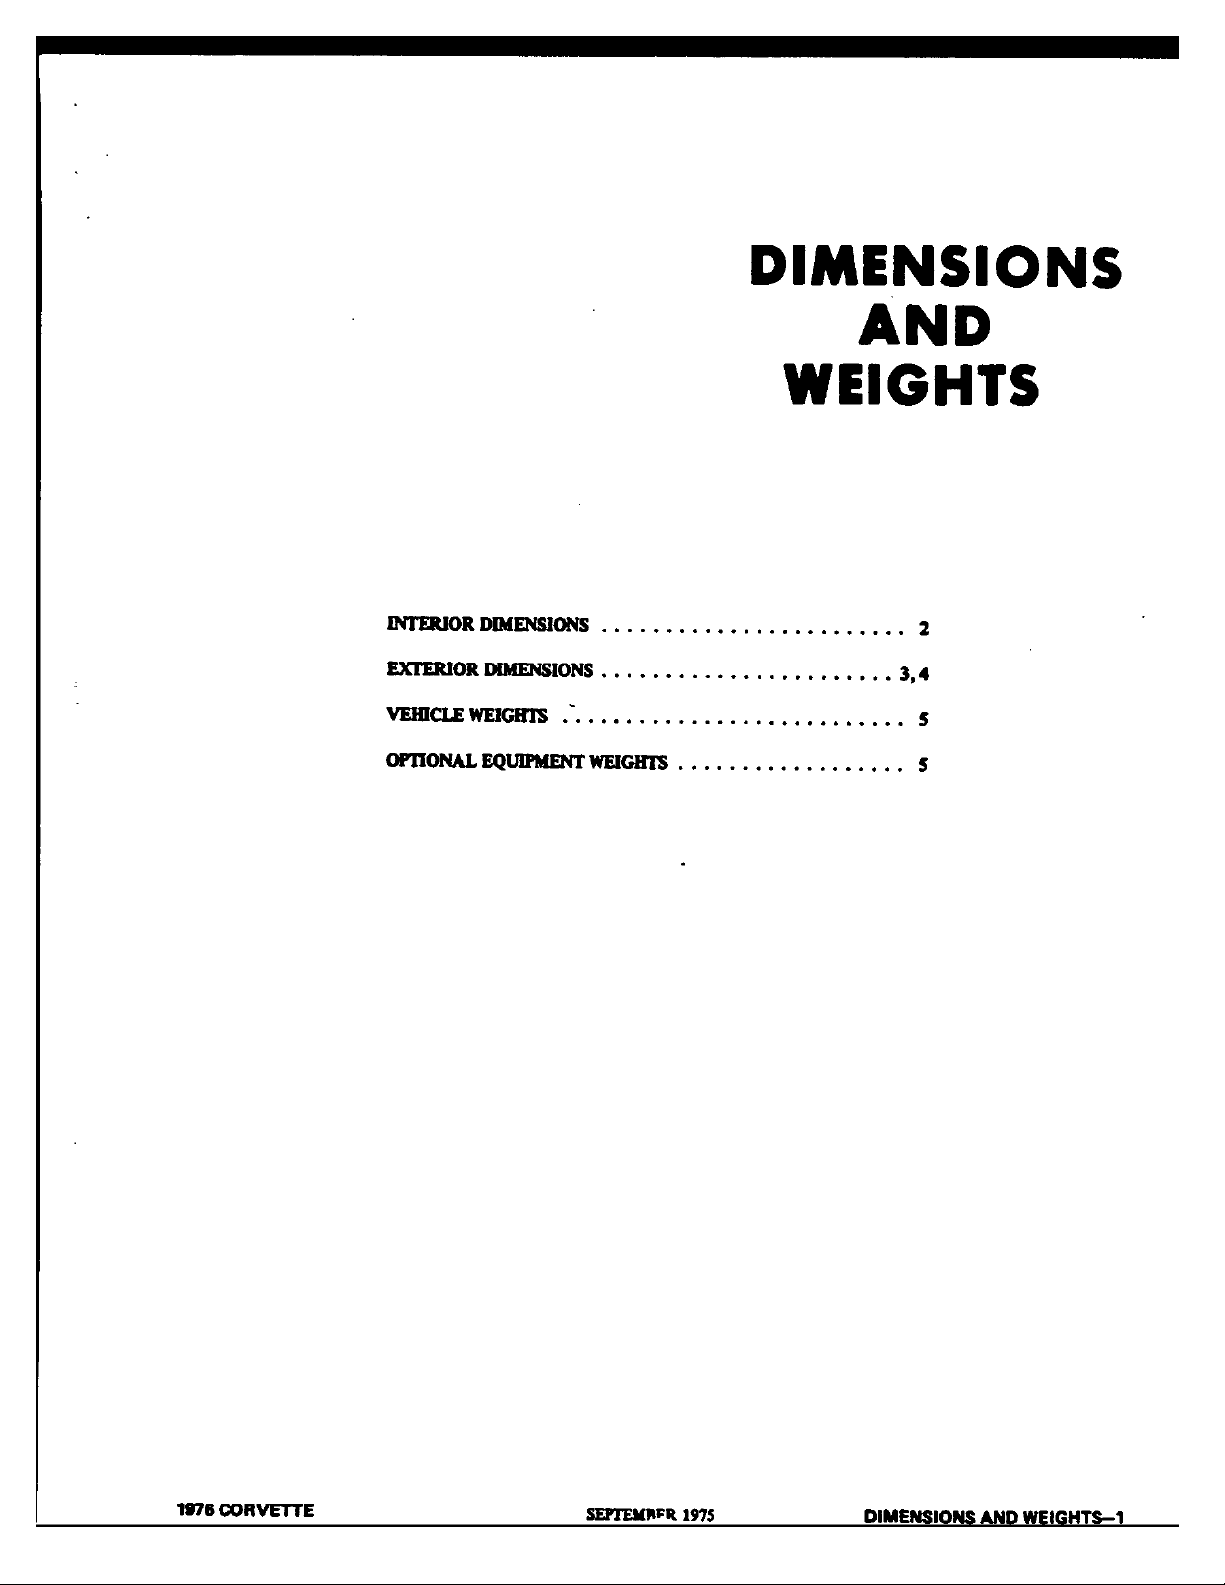 DIMENSIONS
AND
WEIGHTS
INTERIOR DIMENSIONS ........................ 2
EXTERIOR DIMENSIONS ....................... 3,4
VEHICLE WEIGHTS ........................... 5
OPTIONAL EQUIPMENT WEIGHTS .................. 5
1976 CORVETTE
SEPTEMBER 1975
DIMENSIONS AND WEIGHTS—1